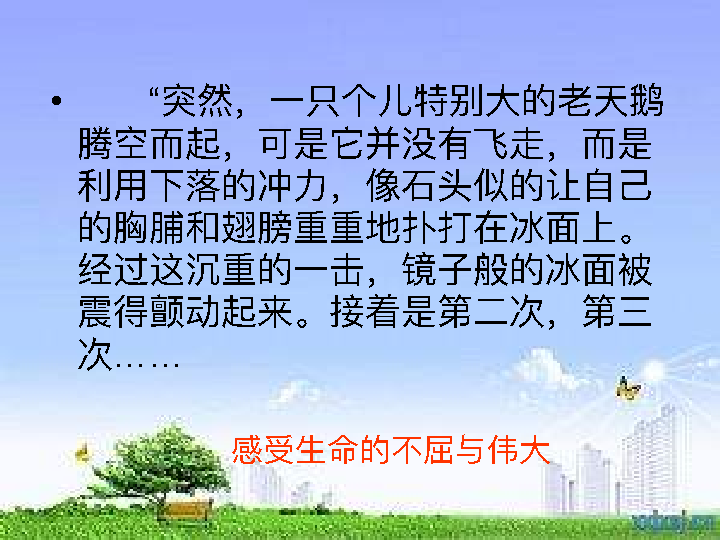 • “突然，一只个儿特别大的老天鹅
腾空而起，可是它并没有飞走，而是
利用下落的冲力，像石头似的让自己
的胸脯和翅膀重重地扑打在冰面上。
经过这沉重的一击，镜子般的冰面被
震得颤动起来。接着是第二次，第三
次……
感受生命的不屈与伟大